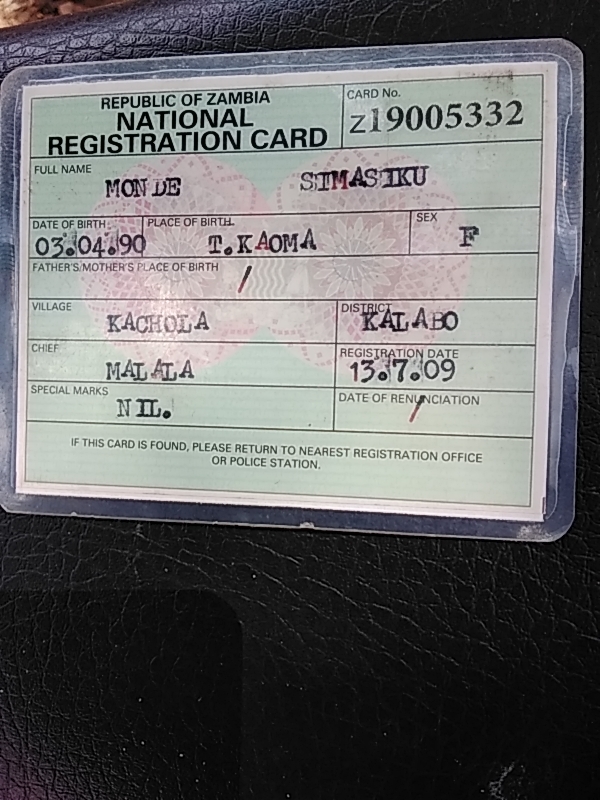 REPUBLIC OF ZAMBIA
NATIONAL
REGISTRATION CARD
CARD No.
Z19005332
FULL NAME
MONDE SIMASIKU
DATE OF BIRTH
03.04.90
PLACE OF BIRTH
T.KAOMA
SEX
F
FATHER'S/MOTHER'S PLACE OF BIRTH
/
VILLAGE
KACHOLA
DISTRICT
KALABO
CHIEF
MALALA
REGISTRATION DATE
13.7.09
SPECIAL MARKS
NIL.
DATE OF RENUNCIATION
/
IF THIS CARD IS FOUND, PLEASE RETURN TO NEAREST REGISTRATION OFFICE
OR POLICE STATION.